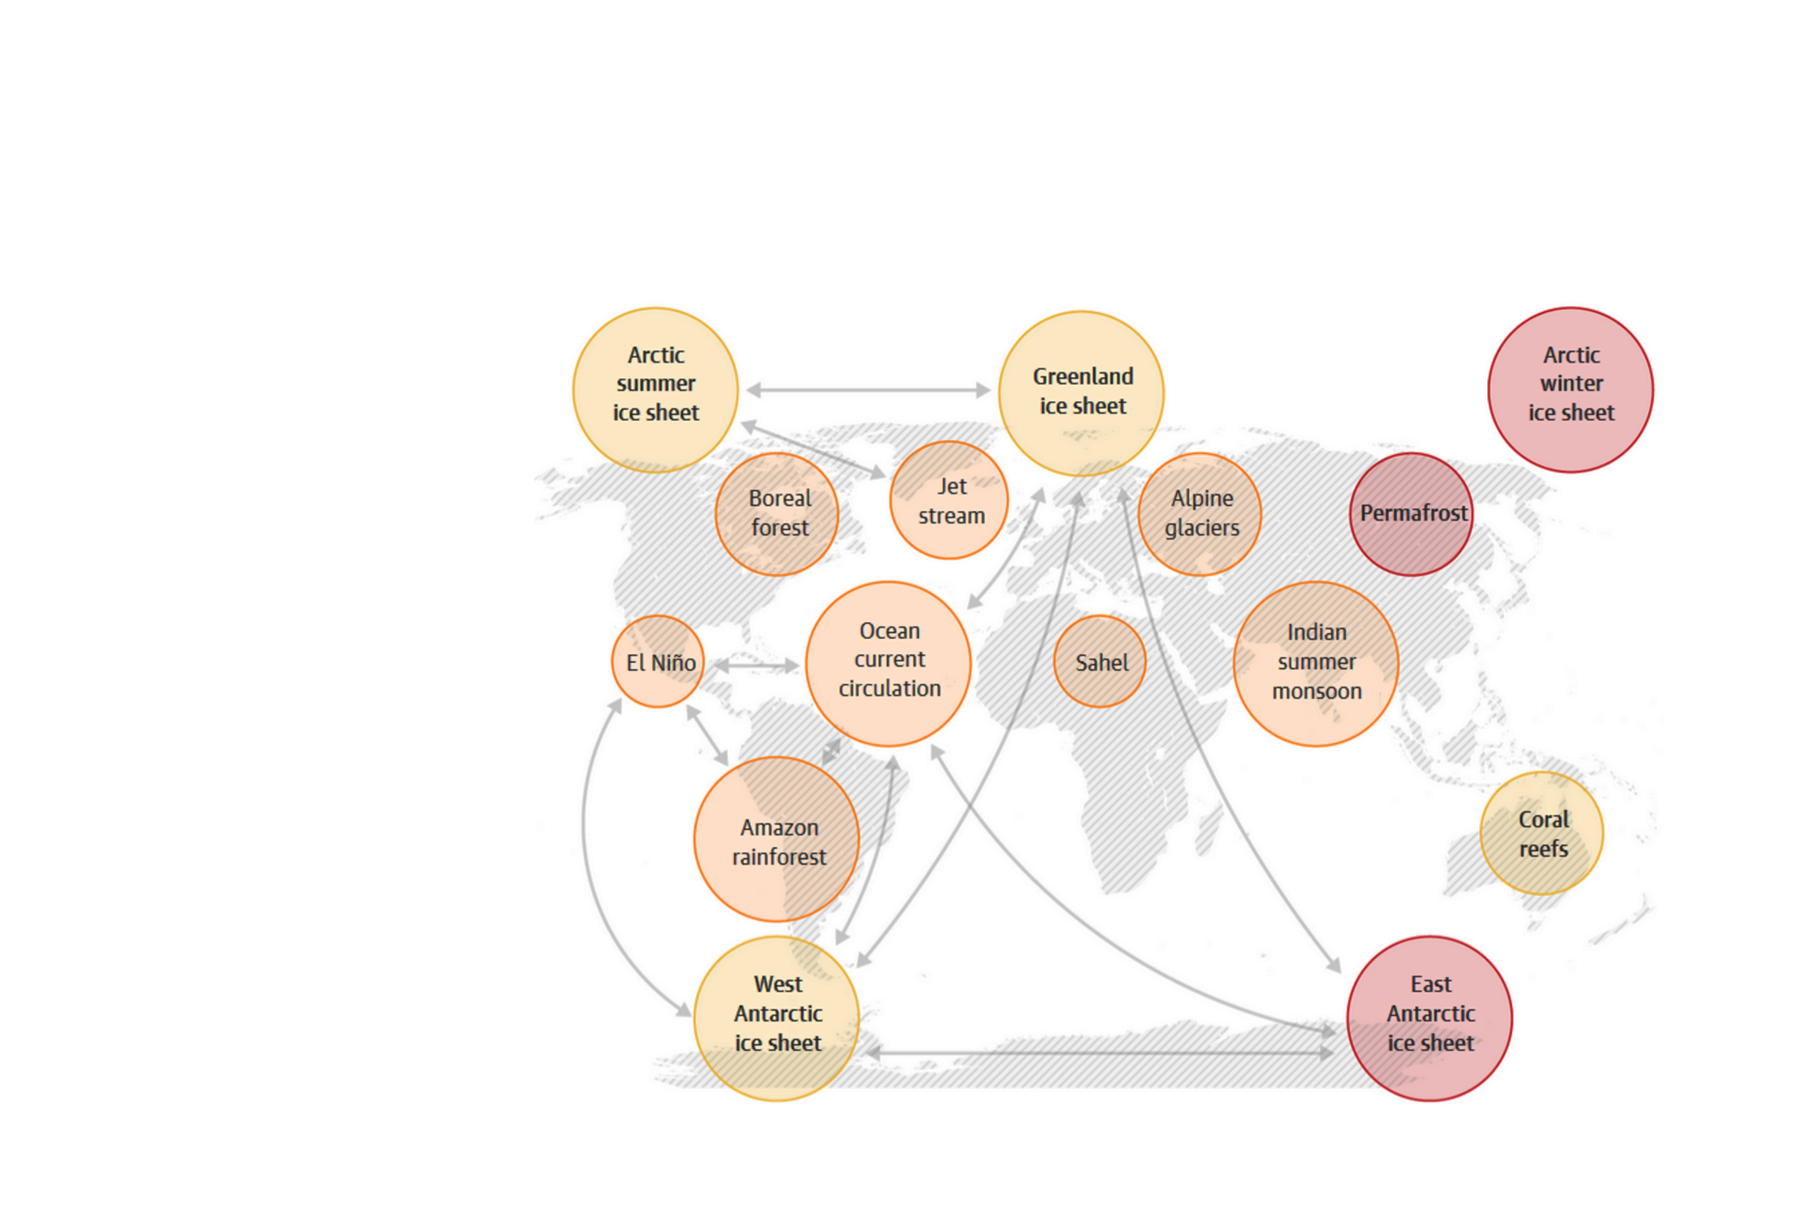 Arctic
summer
ice sheet
Greenland
ice sheet
Arctic
winter
ice sheet
Boreal
forest
Jet
stream
Alpine
glaciers
Permafrost
El Niño
Ocean
current
circulation
Sahel
Indian
summer
monsoon
Amazon
rainforest
Coral
reefs
West
Antarctic
ice sheet
East
Antarctic
ice sheet